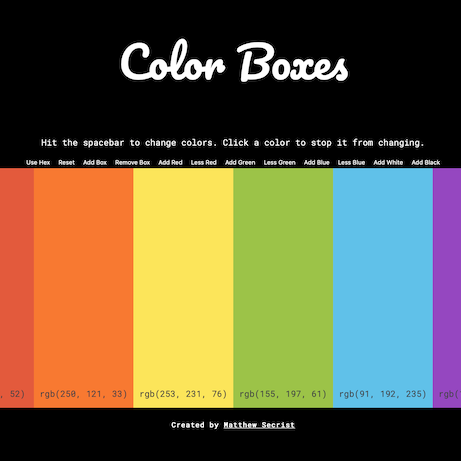 Color Boxes
Hit the spacebar to change colors. Click a color to stop it from changing.
Use Hex Reset Add Box Remove Box Add Red Less Red Add Green Less Green Add Blue Less Blue Add White Add Black
, 52) rgb(250, 121, 33) rgb(253, 231, 76) rgb(155, 197, 61) rgb(91, 192, 235) rgb(
Created by Matthew Secrist